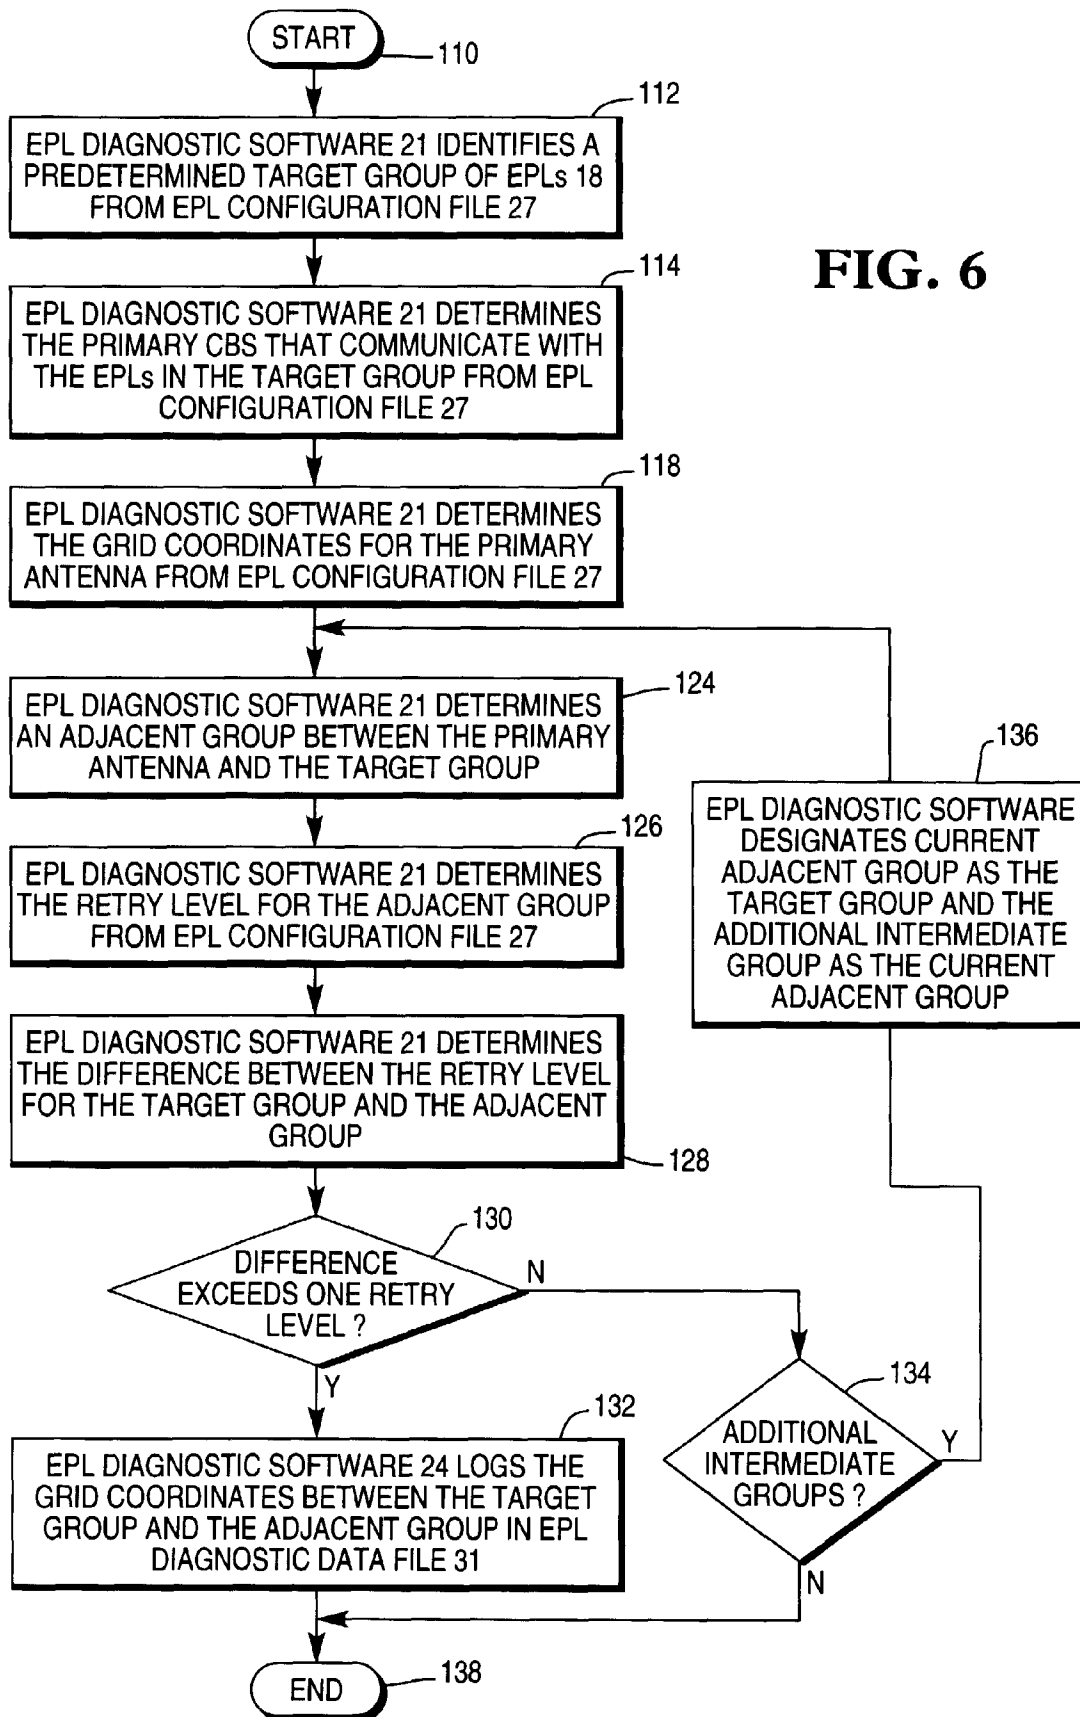 START
110
112
EPL DIAGNOSTIC SOFTWARE 21 IDENTIFIES A
PREDETERMINED TARGET GROUP OF EPLs 18
FROM EPL CONFIGURATION FILE 27
FIG. 6
114
EPL DIAGNOSTIC SOFTWARE 21 DETERMINES
THE PRIMARY CBS THAT COMMUNICATE WITH
THE EPLs IN THE TARGET GROUP FROM EPL
CONFIGURATION FILE 27
118
EPL DIAGNOSTIC SOFTWARE 21 DETERMINES
THE GRID COORDINATES FOR THE PRIMARY
ANTENNA FROM EPL CONFIGURATION FILE 27
124
EPL DIAGNOSTIC SOFTWARE 21 DETERMINES
AN ADJACENT GROUP BETWEEN THE PRIMARY
ANTENNA AND THE TARGET GROUP
136
EPL DIAGNOSTIC SOFTWARE
DESIGNATES CURRENT
ADJACENT GROUP AS THE
TARGET GROUP AND THE
ADDITIONAL INTERMEDIATE
GROUP AS THE CURRENT
ADJACENT GROUP
126
EPL DIAGNOSTIC SOFTWARE 21 DETERMINES
THE RETRY LEVEL FOR THE ADJACENT GROUP
FROM EPL CONFIGURATION FILE 27
EPL DIAGNOSTIC SOFTWARE 21 DETERMINES
THE DIFFERENCE BETWEEN THE RETRY LEVEL
FOR THE TARGET GROUP AND THE ADJACENT
GROUP
128
130
DIFFERENCE
EXCEEDS ONE RETRY
LEVEL ?
N
Y
134
ADDITIONAL
INTERMEDIATE
GROUPS ?
Y
N
132
EPL DIAGNOSTIC SOFTWARE 24 LOGS THE
GRID COORDINATES BETWEEN THE TARGET
GROUP AND THE ADJACENT GROUP IN EPL
DIAGNOSTIC DATA FILE 31
END
138